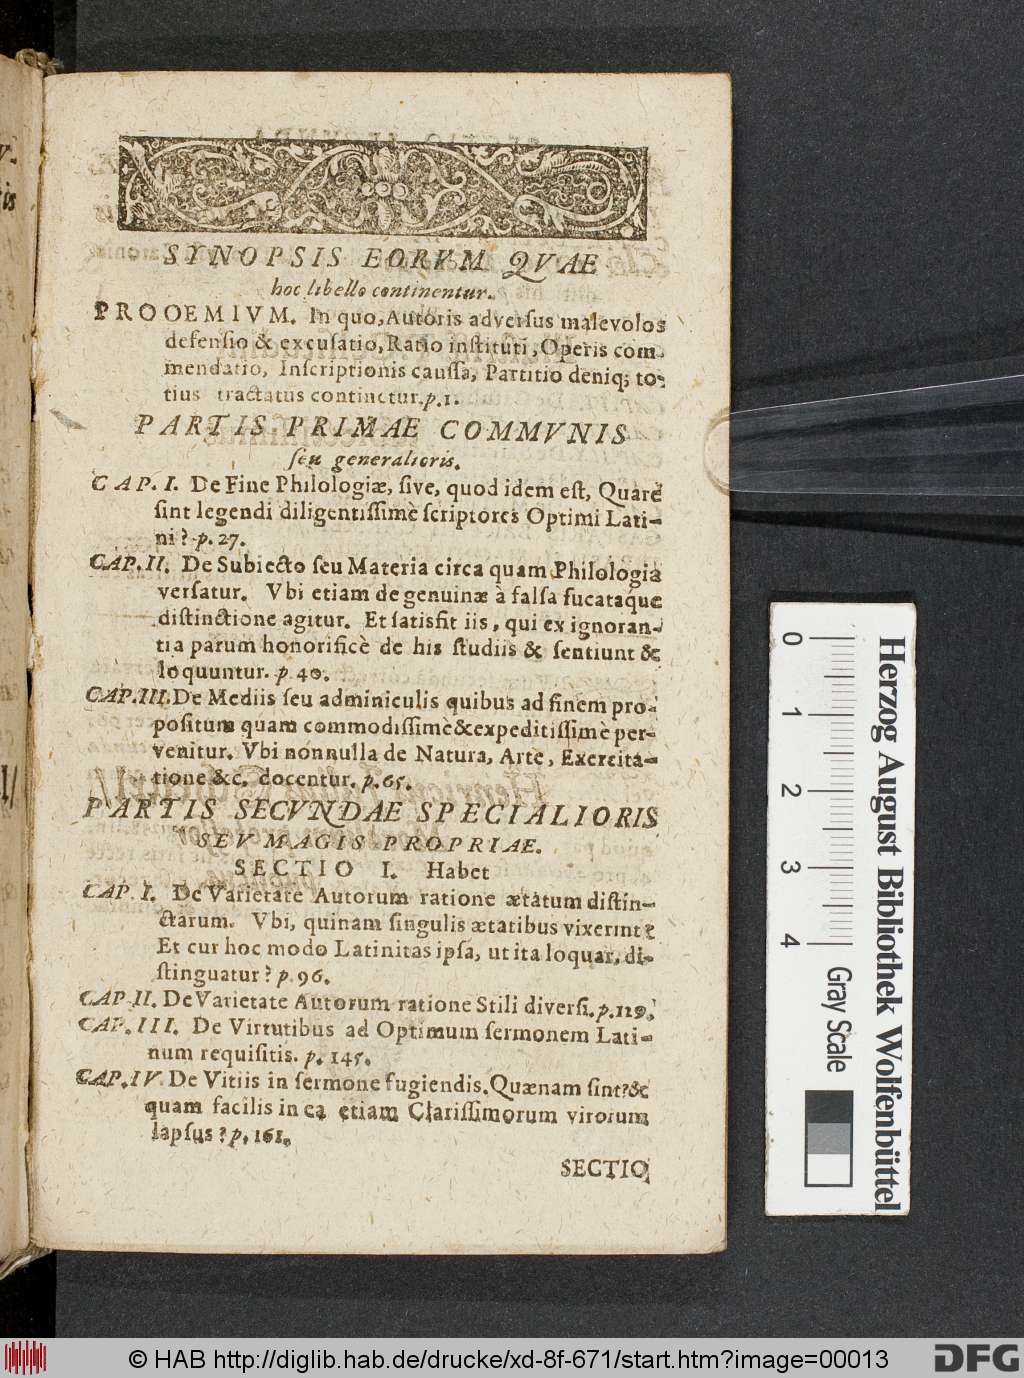 SYNOPSIS EORVM QVAE
hoc libello continentur.
PROOEMIVM. In quo, Autoris adversus malevolos
defensio & excusatio, Ratio instituti, Operis com-
mendatio, Inscriptionis caussa, Partitio deniq; to-
tius tractatus continetur. p. 1.
PARTIS PRIMAE COMMVNIS
seu generalioris.
CAP. I. De Fine Philologiæ, sive, quod idem est, Quare
sint legendi diligentissimè scriptores Optimi Lati-
ni? p. 27.
CAP. II. De Subiecto seu Materia circa quam Philologia
versatur. Vbi etiam de genuinæ à falsa fucataque
distinctione agitur. Et satisfit iis, qui ex ignoran-
tia parum honorificè de his studiis & sentiunt &
loquuntur. p. 40.
CAP. III. De Mediis seu adminiculis quibus ad finem pro-
positum quam commodissimè & expeditissimè per-
venitur. Vbi nonnulla de Natura, Arte, Exercita-
tione &c. docentur. p. 65.
PARTIS SECVNDAE SPECIALIORIS
SEV MAGIS PROPRIAE.
SECTIO I. Habet
CAP. I. De Varietate Autorum ratione ætatum distin-
ctarum. Vbi, quinam singulis ætatibus vixerint?
Et cur hoc modo Latinitas ipsa, ut ita loquar, di-
stinguatur? p. 96.
CAP. II. De Varietate Autorum ratione Stili diversi. p. 119.
CAP. III. De Virtutibus ad Optimum sermonem Lati-
num requisitis. p. 145.
CAP. IV. De Vitiis in sermone fugiendis. Quænam sint? &
quam facilis in ea etiam Clarissimorum virorum
lapsus? p. 161.
SECTIO
0 1 2 3 4
Gray Scale
Herzog August Bibliothek Wolfenbüttel
© HAB http://diglib.hab.de/drucke/xd-8f-671/start.htm?image=00013
DFG